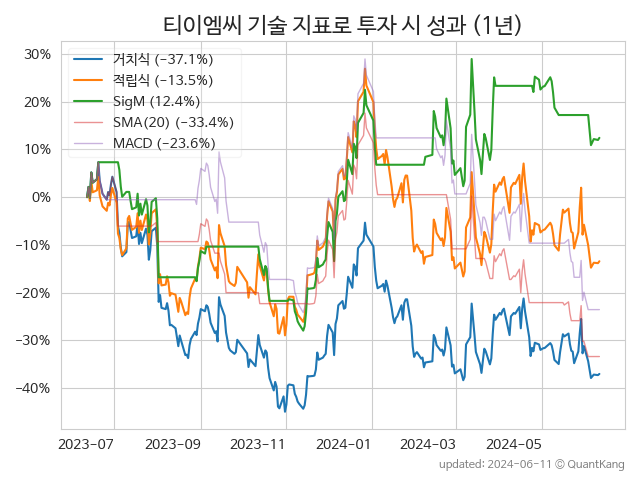 티이엠씨 기술 지표로 투자 시 성과 (1년)
30%
20%
10%
0%
−10%
−20%
−30%
−40%
거치식 (−37.1%)
적립식 (−13.5%)
SigM (12.4%)
SMA(20) (−33.4%)
MACD (−23.6%)
2023-07
2023-09
2023-11
2024-01
2024-03
2024-05
updated: 2024-06-11 © QuantKang